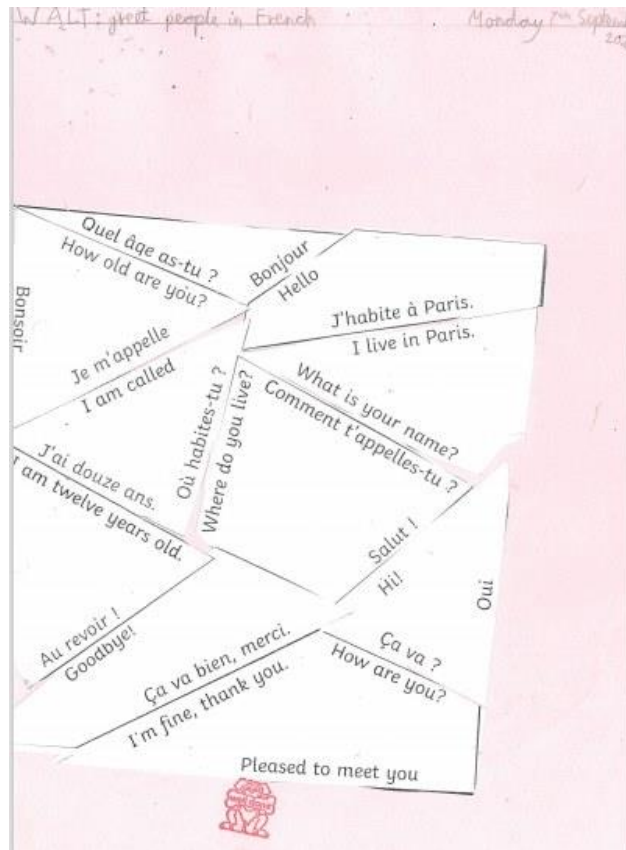 WALT: greet people in French
Monday 7th
Quel âge as-tu ?
How old are you?
Bonjour
Hello
Bonsoir
J'habite à Paris.
I live in Paris.
Je m'appelle
I am called
Où habites-tu ?
Where do you live?
What is your name?
Comment t'appelles-tu ?
J'ai douze ans.
I am twelve years old.
Salut !
Hi!
Oui
Au revoir !
Goodbye!
Ça va bien, merci.
I'm fine, thank you.
Ça va ?
How are you?
Pleased to meet you